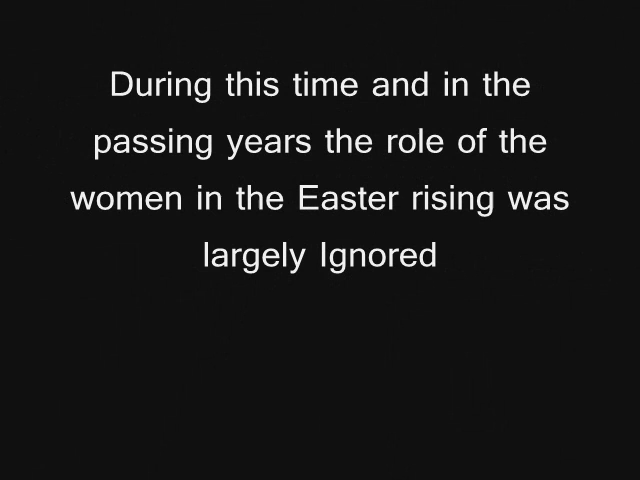 During this time and in the
passing years the role of the
women in the Easter rising was
largely Ignored